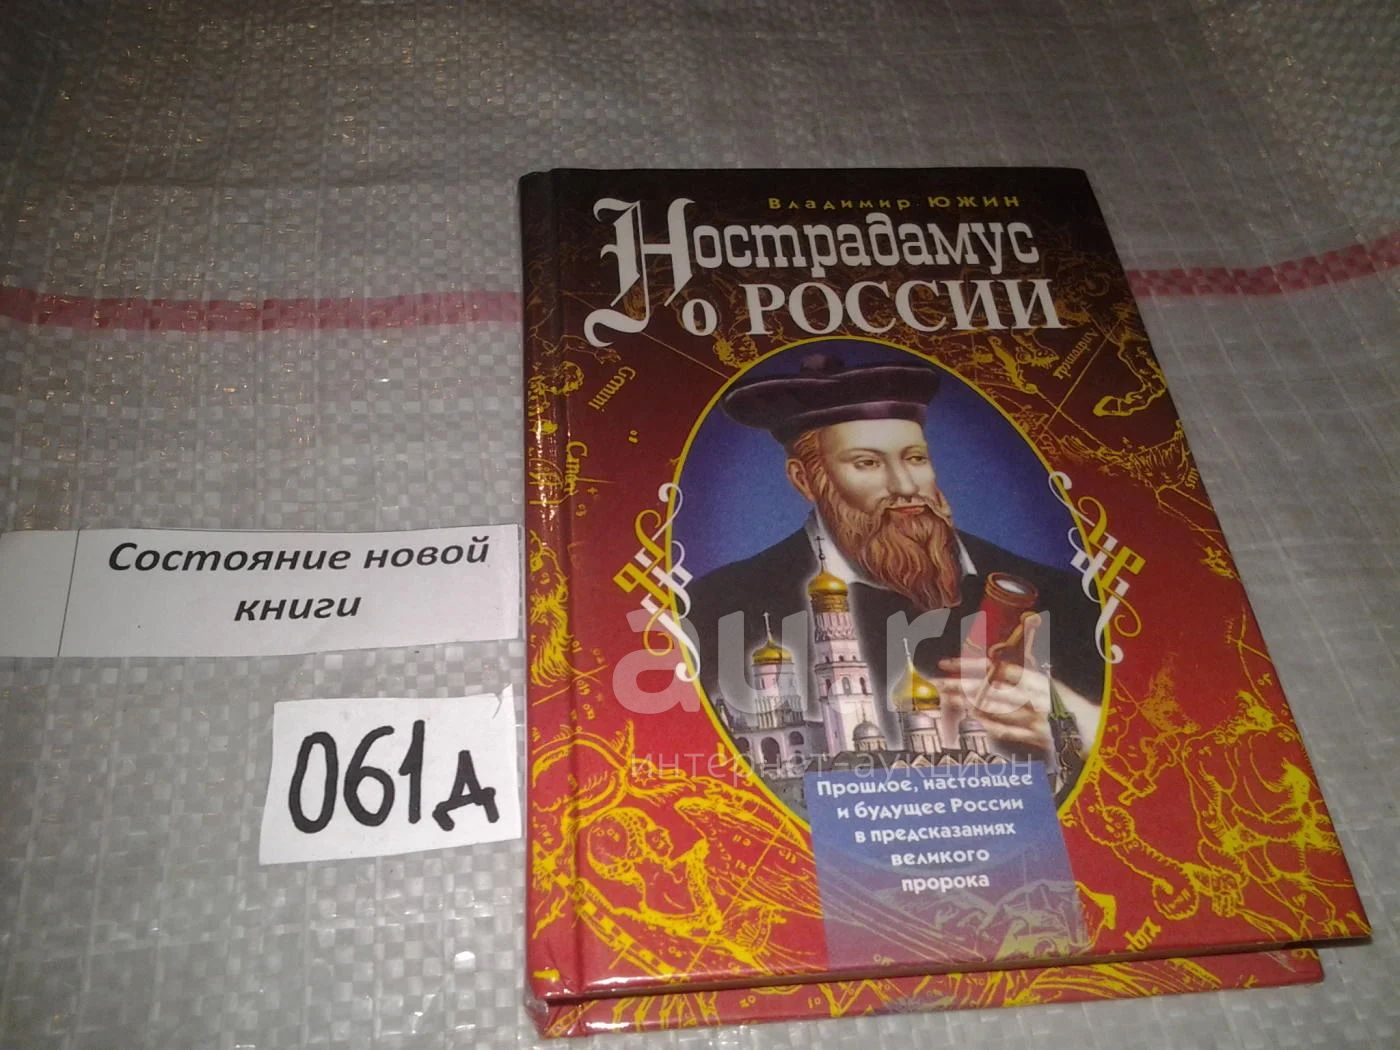 Владимир ЮЖИН
Нострадамус
о РОССИИ
Gemini
Состояние новой
книги
061д
au.ru
интернет-аукцион
Прошлое, настоящее
и будущее России
в предсказаниях
великого
пророка